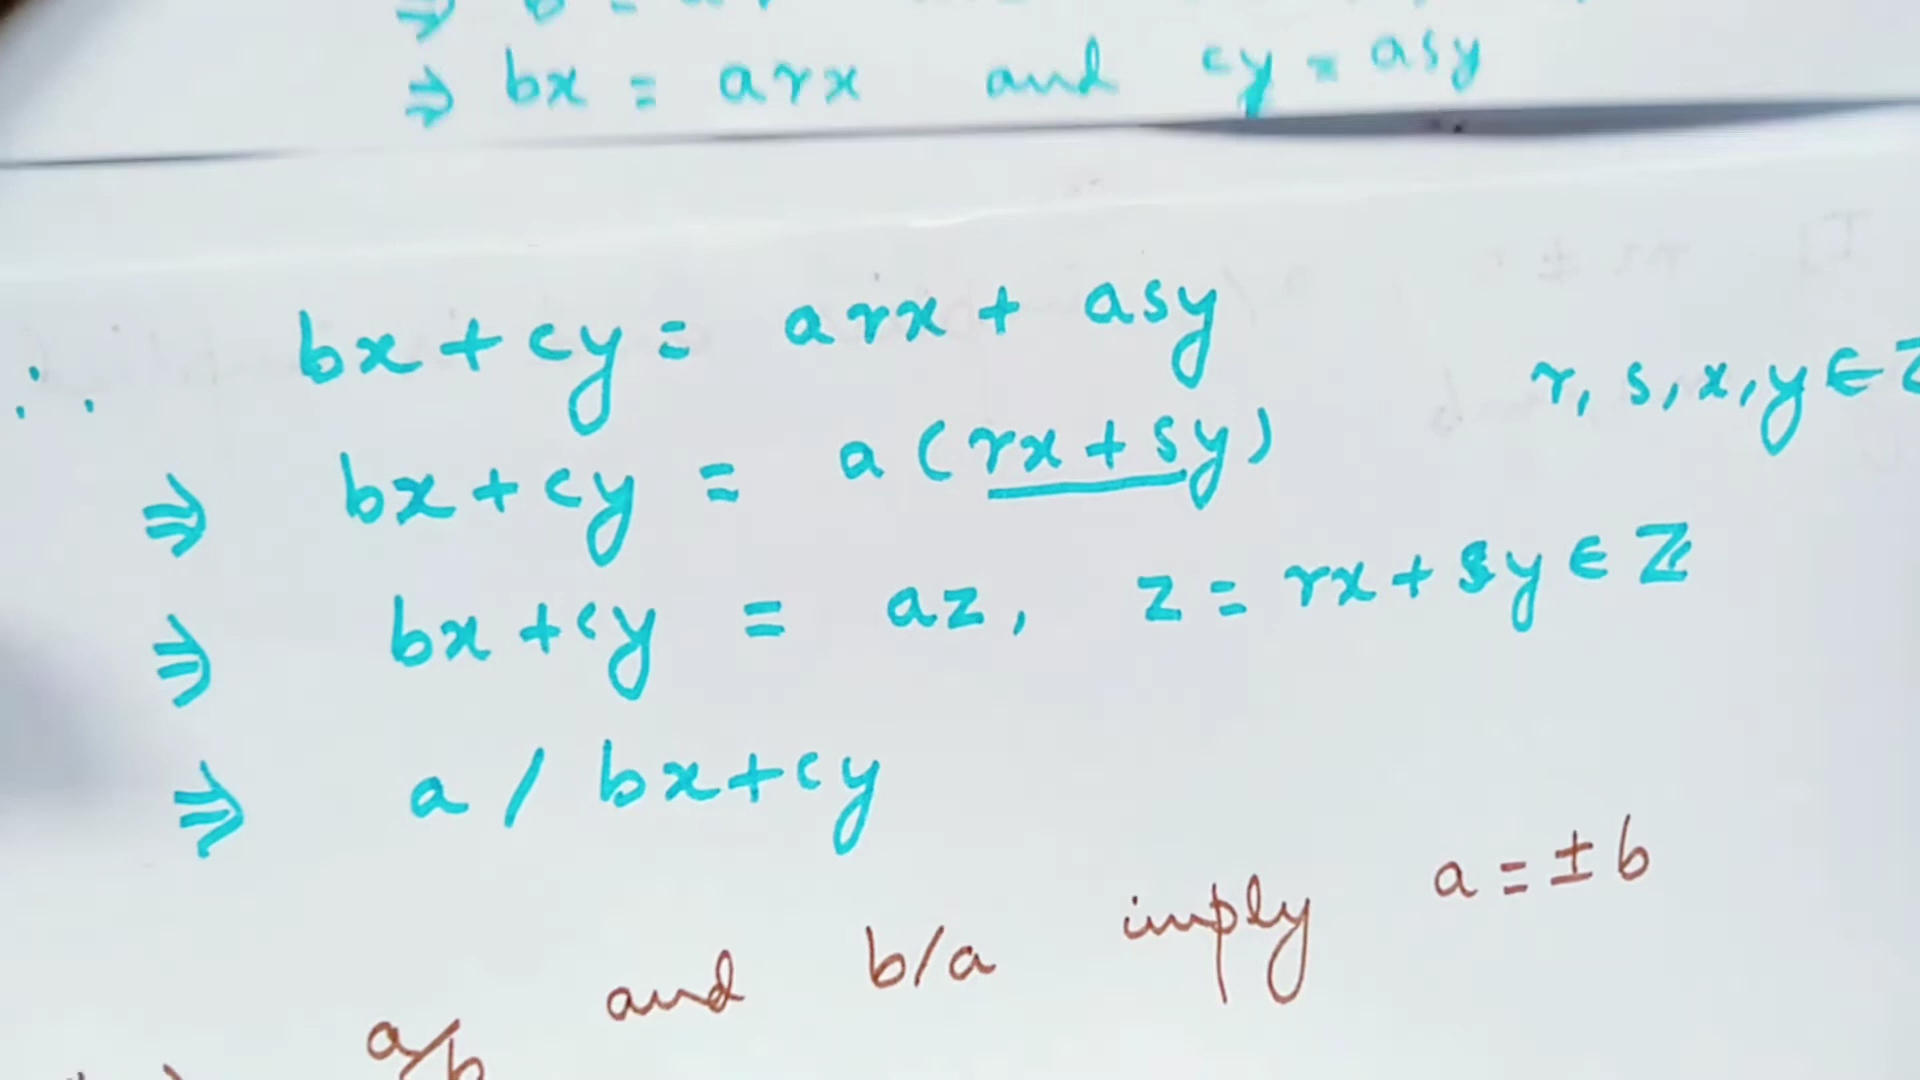 ⇒ bx = arx and cy = asy
∴ bx + cy = arx + asy
r, s, x, y ∈ Z
⇒ bx + cy = a (rx + sy)
⇒ bx + cy = az, z = rx + sy ∈ Z
⇒ a / bx + cy
a/b and b/a imply a = ± b